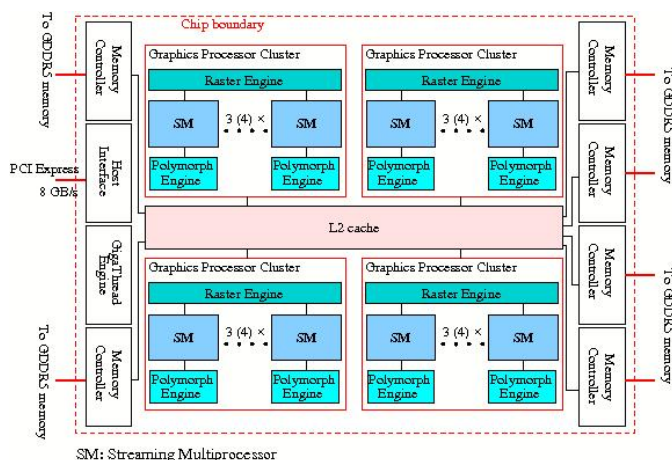 Chip boundary
To GDDR5 memory
Memory
Controller
Graphics Processor Cluster
Raster Engine
SM
3 (4) ×
SM
Polymorph
Engine
Polymorph
Engine
Graphics Processor Cluster
Raster Engine
SM
3 (4) ×
SM
Polymorph
Engine
Polymorph
Engine
Memory
Controller
To GDDR5 memory
PCI Express
8 GB/s
Host
Interface
Memory
Controller
To GDDR5 memory
L2 cache
GigaThread
Engine
Memory
Controller
To GDDR5 memory
To GDDR5 memory
Memory
Controller
Graphics Processor Cluster
Raster Engine
SM
3 (4) ×
SM
Polymorph
Engine
Polymorph
Engine
Graphics Processor Cluster
Raster Engine
SM
3 (4) ×
SM
Polymorph
Engine
Polymorph
Engine
Memory
Controller
SM: Streaming Multiprocessor